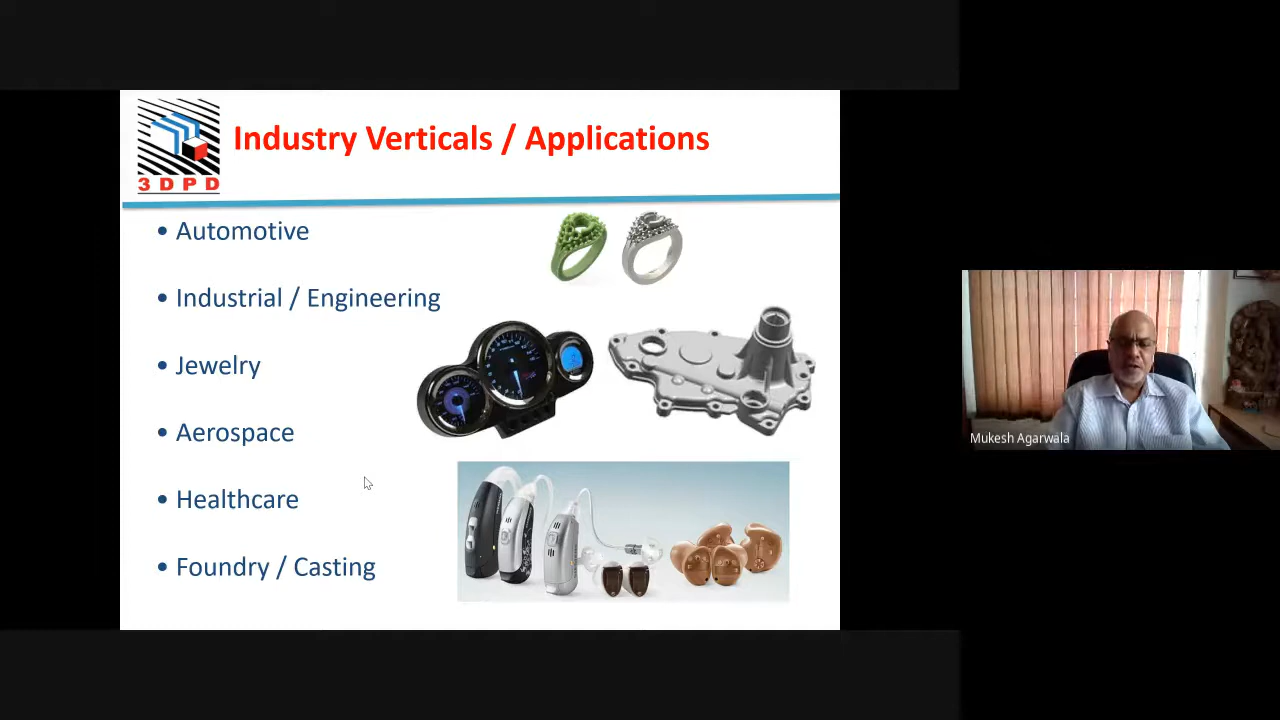 3DPD
Industry Verticals / Applications
• Automotive
• Industrial / Engineering
• Jewelry
• Aerospace
• Healthcare
• Foundry / Casting
Mukesh Agarwala